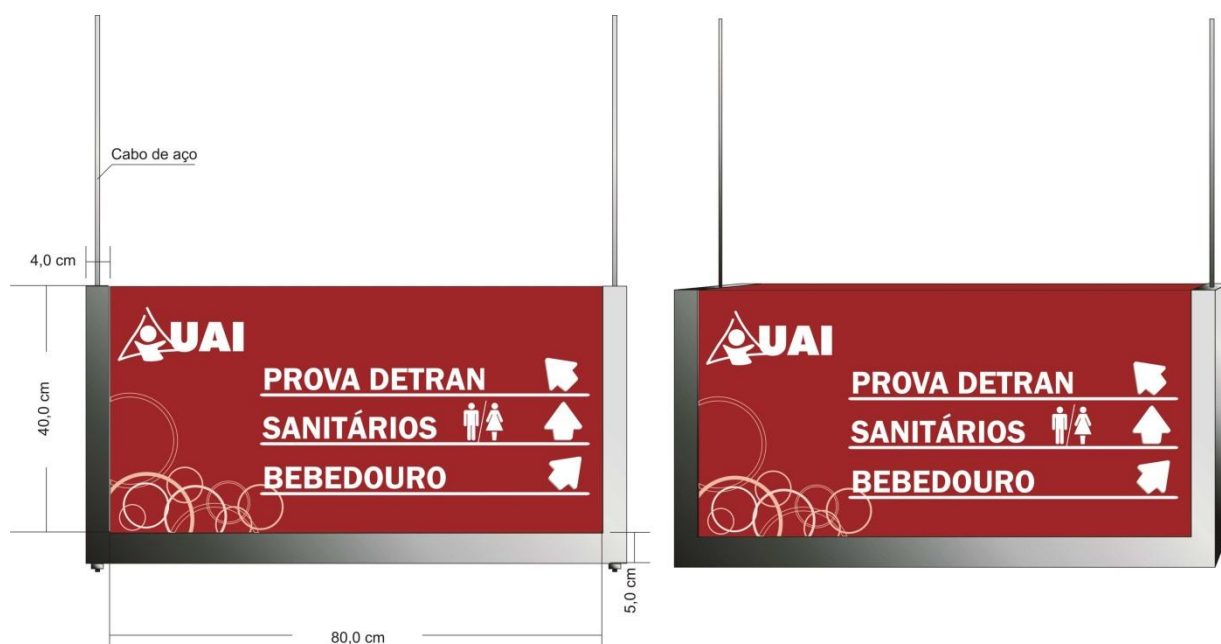 Cabo de aço
4,0 cm
40,0 cm
UAI
PROVA DETRAN
SANITÁRIOS
BEBEDOURO
5,0 cm
80,0 cm
UAI
PROVA DETRAN
SANITÁRIOS
BEBEDOURO